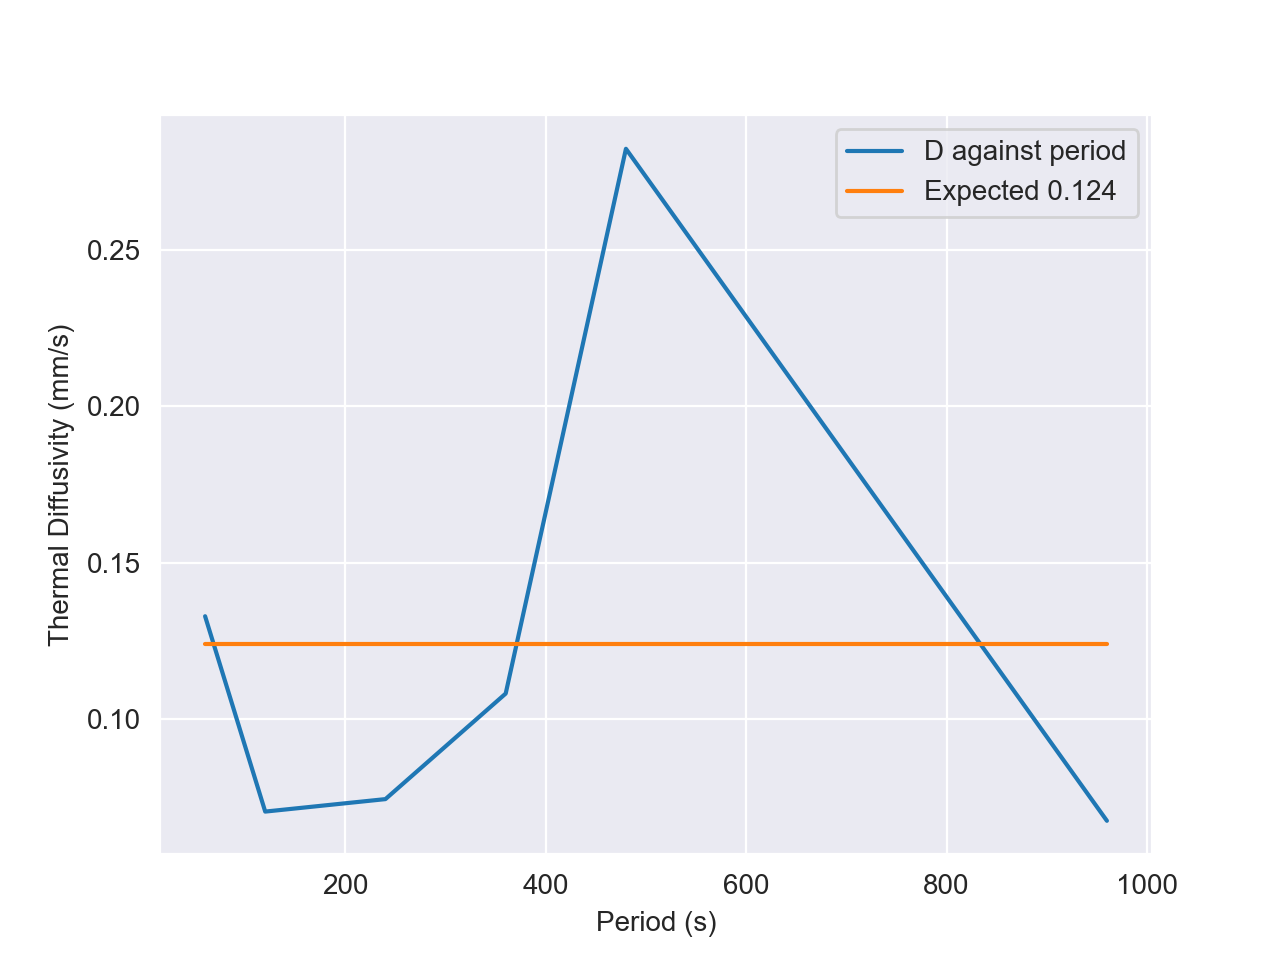 D against period
Expected 0.124
0.25
0.20
0.15
0.10
Thermal Diffusivity (mm/s)
200 400 600 800 1000
Period (s)